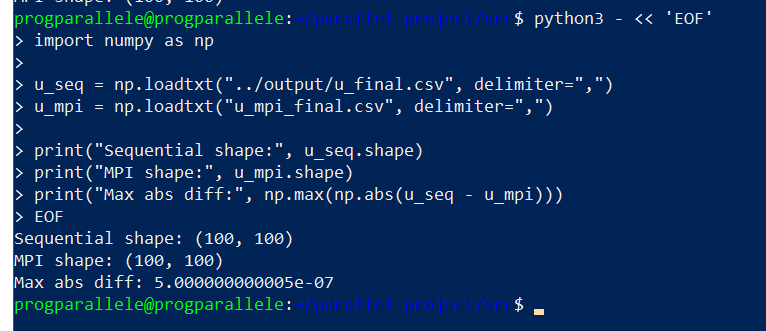 MPI shape: (100, 100)
progparallele@progparallele:~/parallel_project/src$ python3 - << 'EOF'
> import numpy as np
>
> u_seq = np.loadtxt("../output/u_final.csv", delimiter=",")
> u_mpi = np.loadtxt("u_mpi_final.csv", delimiter=",")
>
> print("Sequential shape:", u_seq.shape)
> print("MPI shape:", u_mpi.shape)
> print("Max abs diff:", np.max(np.abs(u_seq - u_mpi)))
> EOF
Sequential shape: (100, 100)
MPI shape: (100, 100)
Max abs diff: 5.000000000005e-07
progparallele@progparallele:~/parallel_project/src$